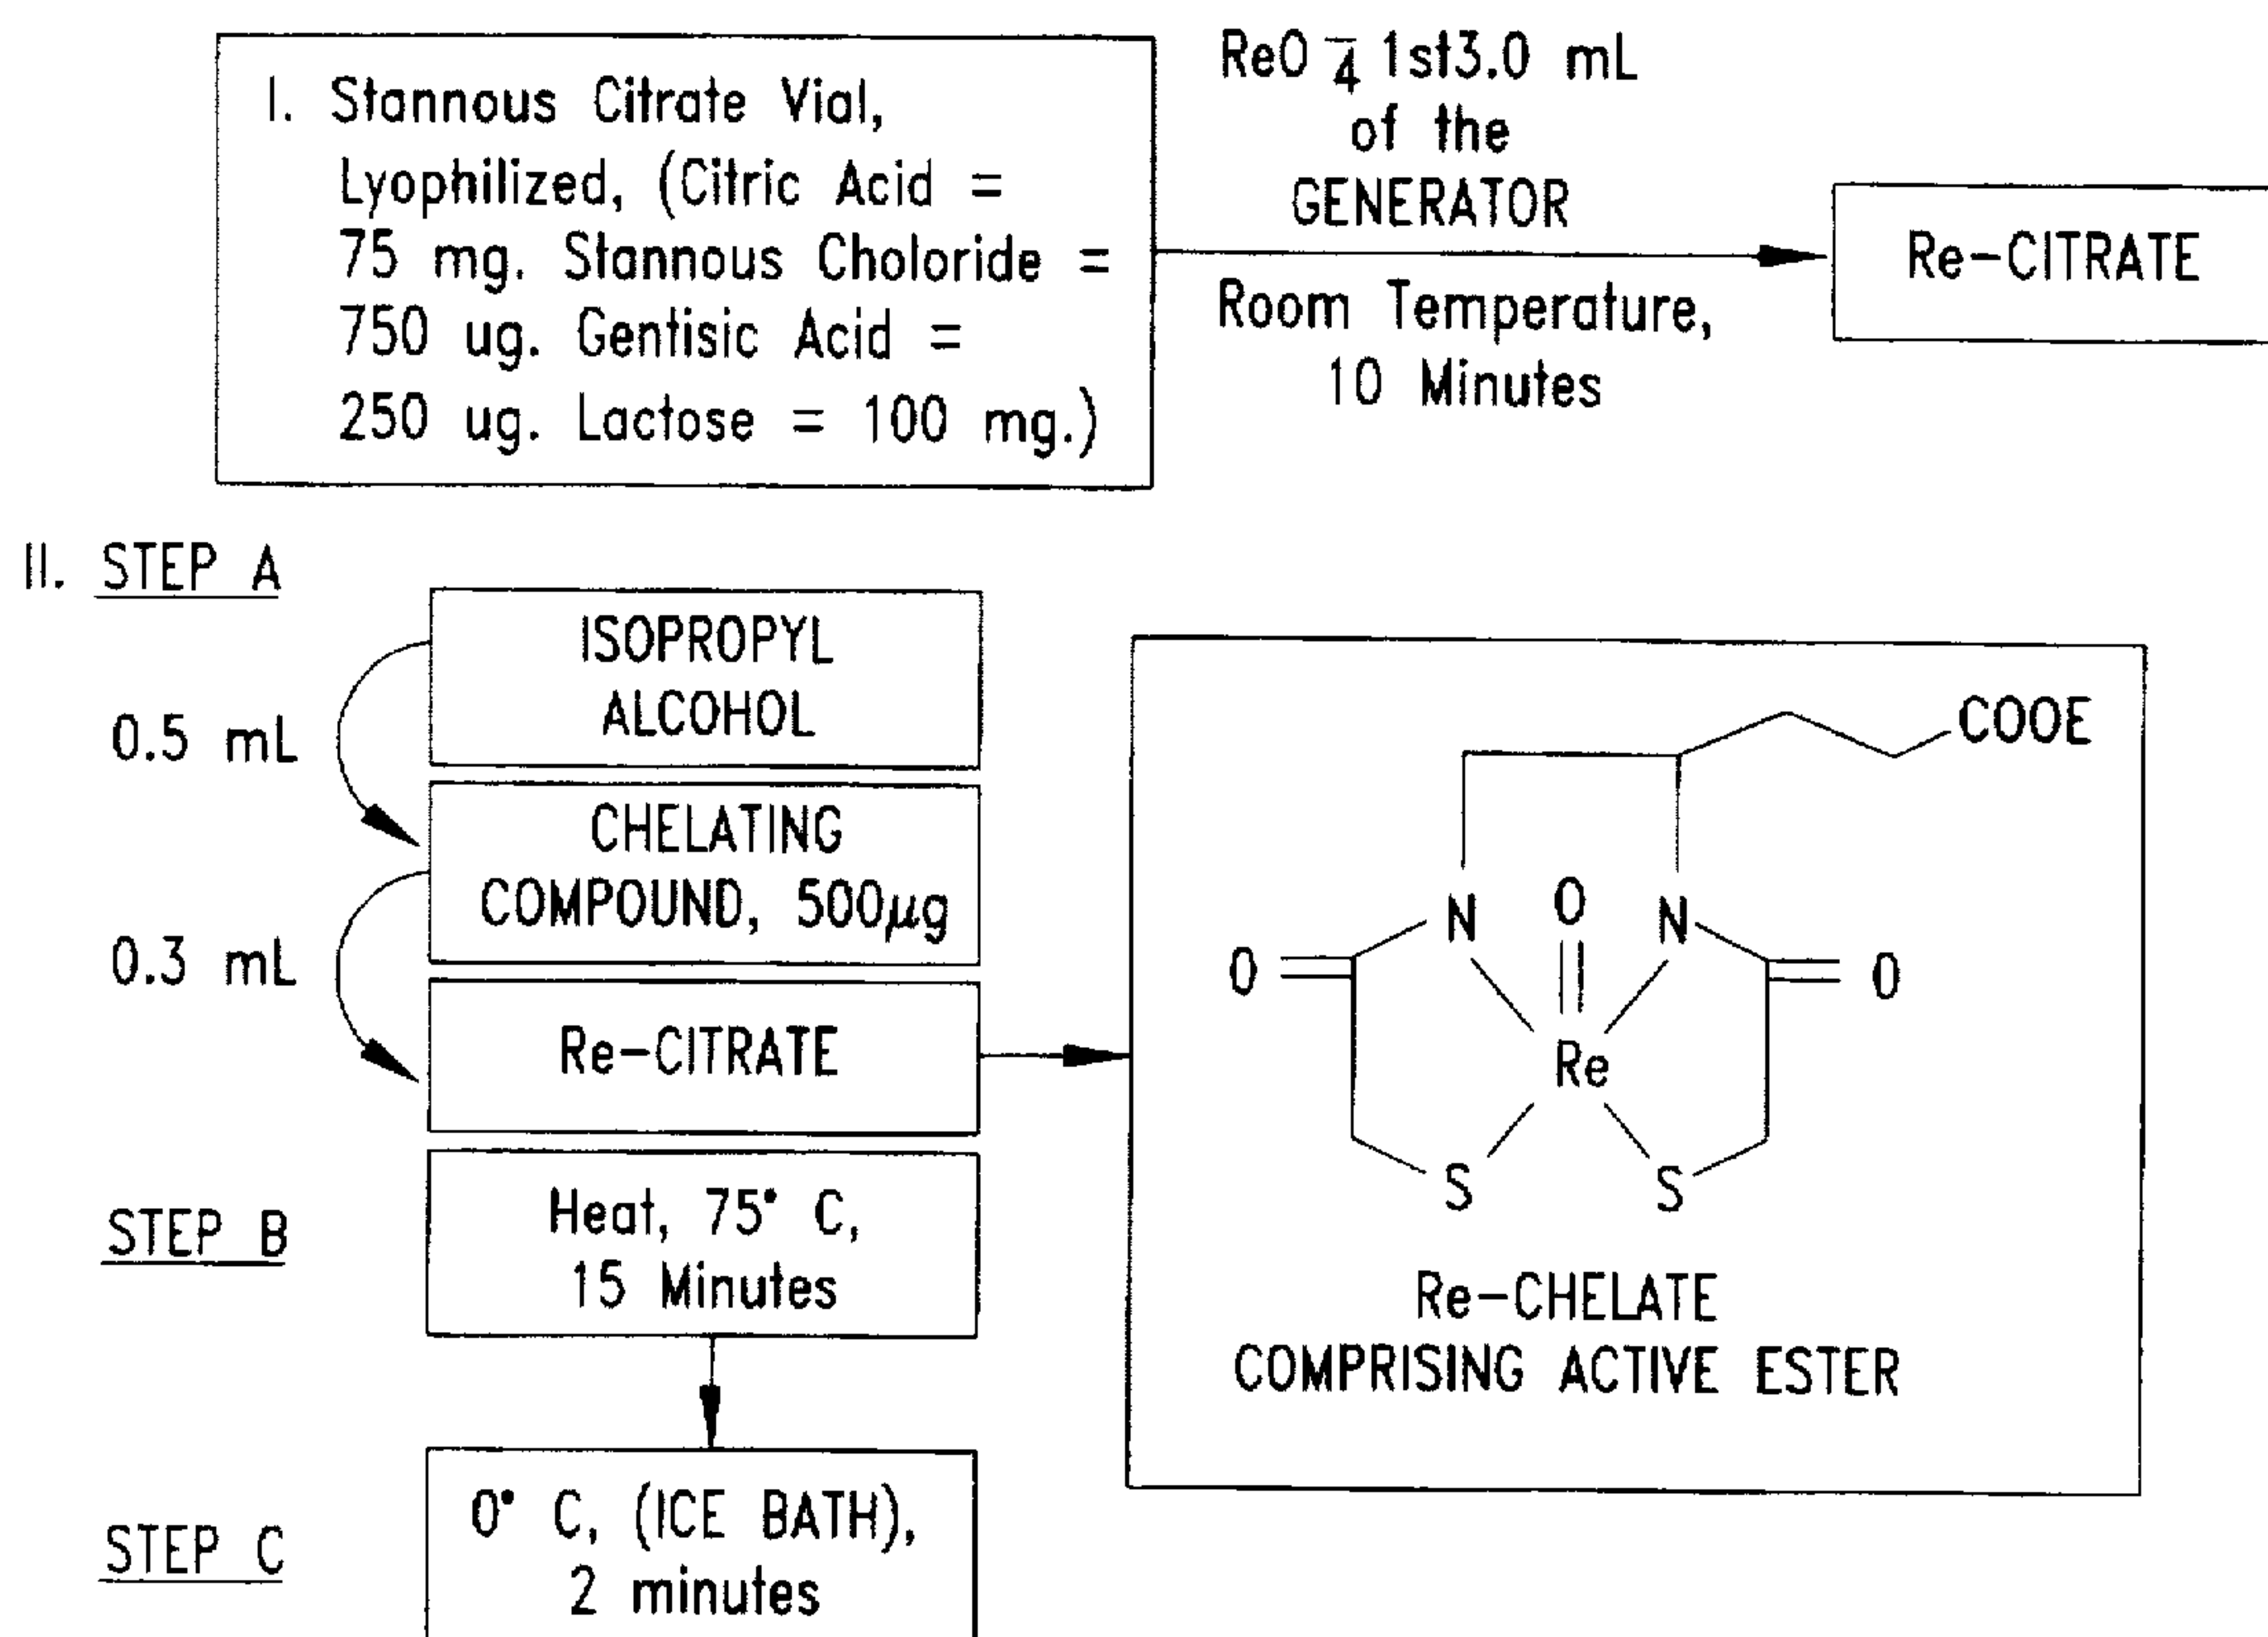 I. Stannous Citrate Vial,
Lyophilized, (Citric Acid =
75 mg. Stannous Choloride =
750 ug. Gentisic Acid =
250 ug. Lactose = 100 mg.)
ReO4- 1st3.0 mL
of the
GENERATOR
Room Temperature,
10 Minutes
Re-CITRATE
II. STEP A
ISOPROPYL
ALCOHOL
0.5 mL
CHELATING
COMPOUND, 500µg
0.3 mL
Re-CITRATE
COOE
N
O
N
O
O
Re
S
S
Re-CHELATE
COMPRISING ACTIVE ESTER
STEP B
Heat, 75° C,
15 Minutes
STEP C
0° C, (ICE BATH),
2 minutes